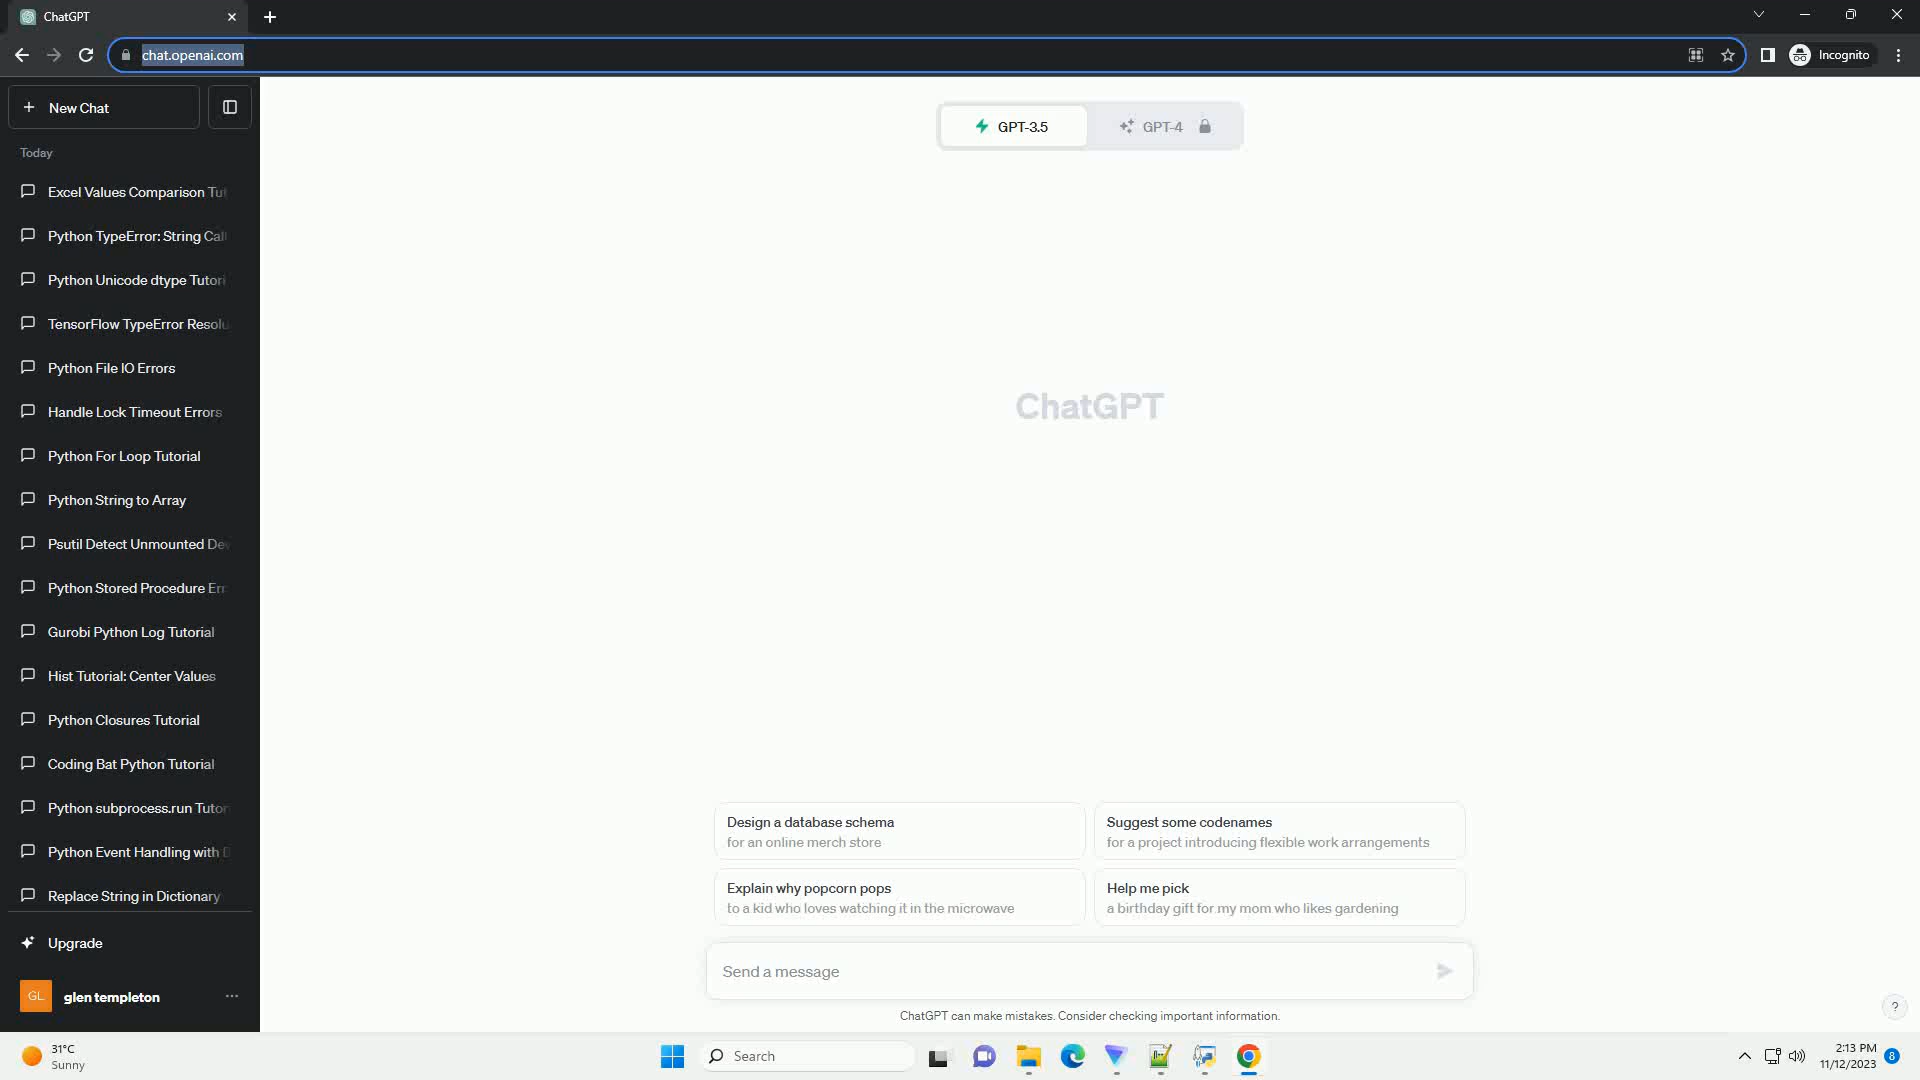 ChatGPT
chat.openai.com
Incognito
New Chat
GPT-3.5
GPT-4
Today
Excel Values Comparison Tut
Python TypeError: String Call
Python Unicode dtype Tutori
TensorFlow TypeError Resolu
Python File IO Errors
Handle Lock Timeout Errors
Python For Loop Tutorial
Python String to Array
Psutil Detect Unmounted Dev
Python Stored Procedure Err
Gurobi Python Log Tutorial
Hist Tutorial: Center Values
Python Closures Tutorial
Coding Bat Python Tutorial
Python subprocess.run Tutor
Python Event Handling with D
Replace String in Dictionary
Upgrade
GL
glen templeton
ChatGPT
Design a database schema
for an online merch store
Suggest some codenames
for a project introducing flexible work arrangements
Explain why popcorn pops
to a kid who loves watching it in the microwave
Help me pick
a birthday gift for my mom who likes gardening
Send a message
ChatGPT can make mistakes. Consider checking important information.
?
31°C
Sunny
Search
2:13 PM
11/12/2023
8